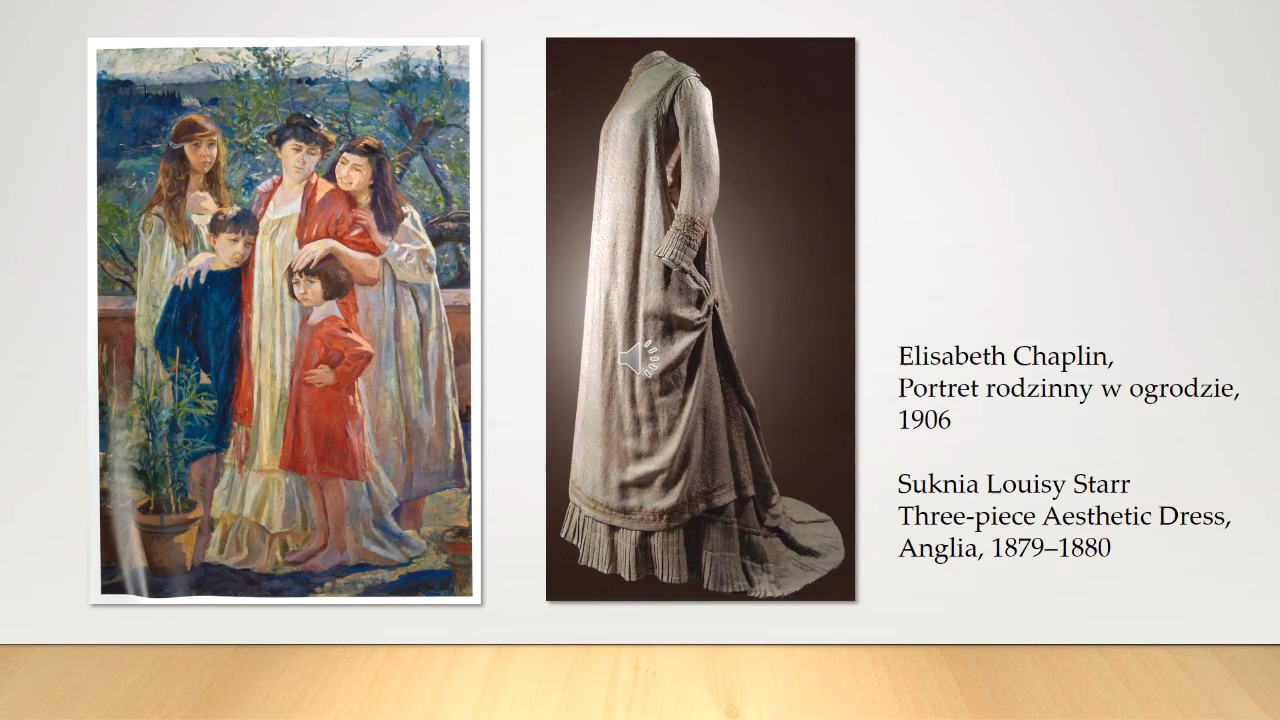 Elisabeth Chaplin,
Portret rodzinny w ogrodzie,
1906
Suknia Louisy Starr
Three-piece Aesthetic Dress,
Anglia, 1879–1880